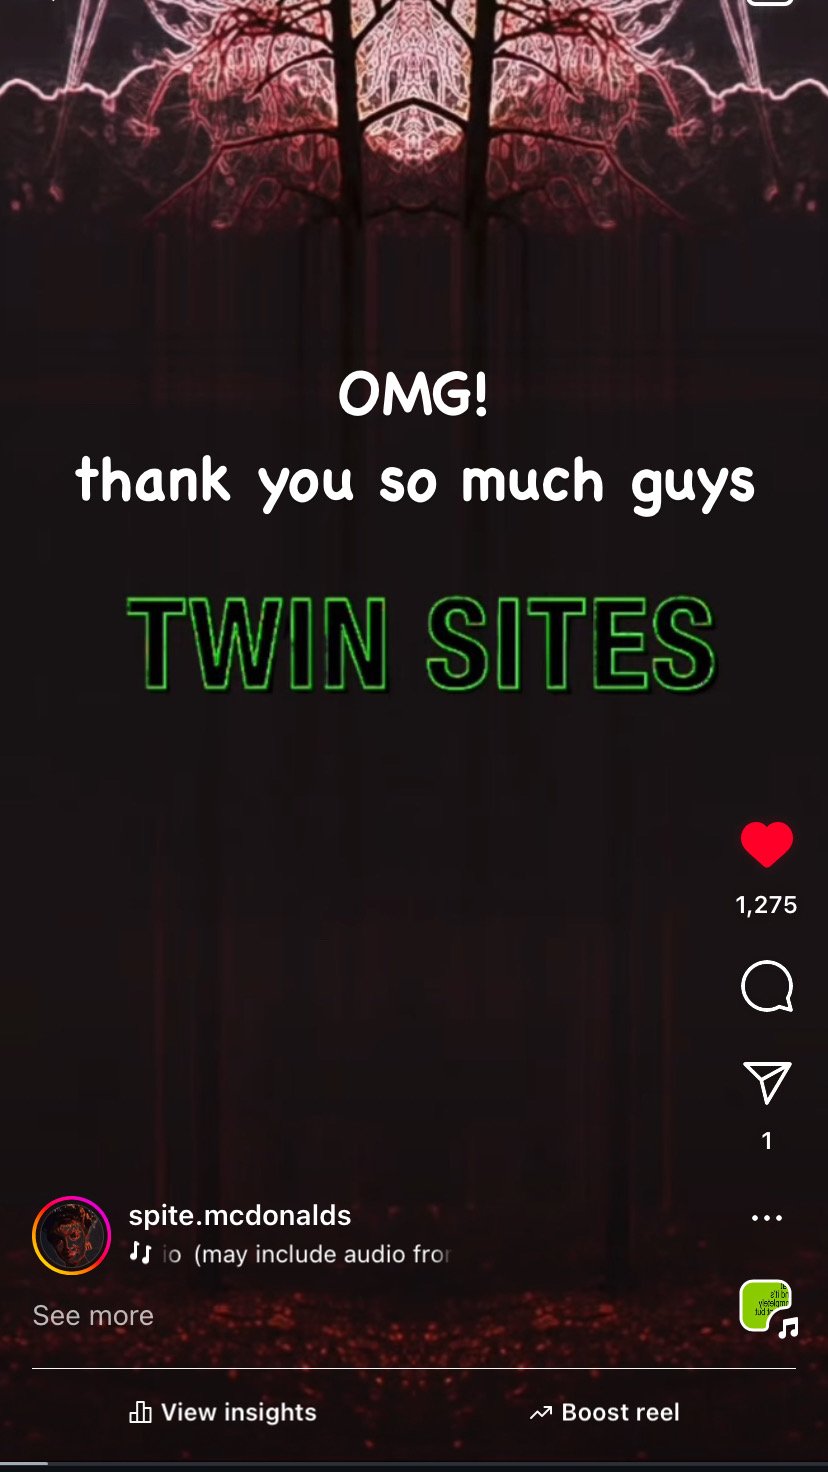 OMG!
thank you so much guys
TWIN SITES
1,275
1
spite.mcdonalds
io (may include audio fro
See more
View insights
Boost reel